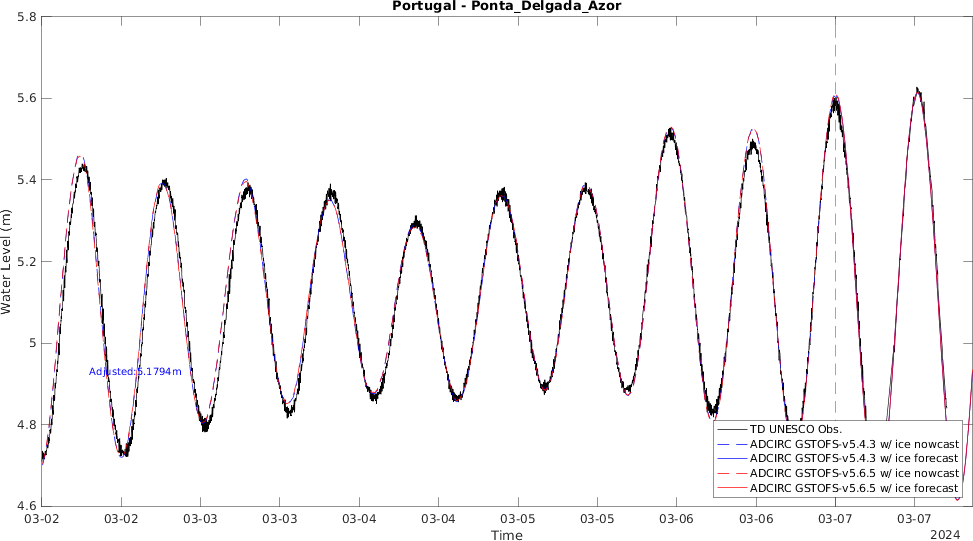 Portugal - Ponta_Delgada_Azor
5.8
5.6
5.4
5.2
5
4.8
4.6
Water Level (m)
Adjusted:5.1794m
TD UNESCO Obs.
ADCIRC GSTOFS-v5.4.3 w/ ice nowcast
ADCIRC GSTOFS-v5.4.3 w/ ice forecast
ADCIRC GSTOFS-v5.6.5 w/ ice nowcast
ADCIRC GSTOFS-v5.6.5 w/ ice forecast
03-02 03-02 03-03 03-03 03-04 03-04 03-05 03-05 03-06 03-06 03-07 03-07
Time
2024